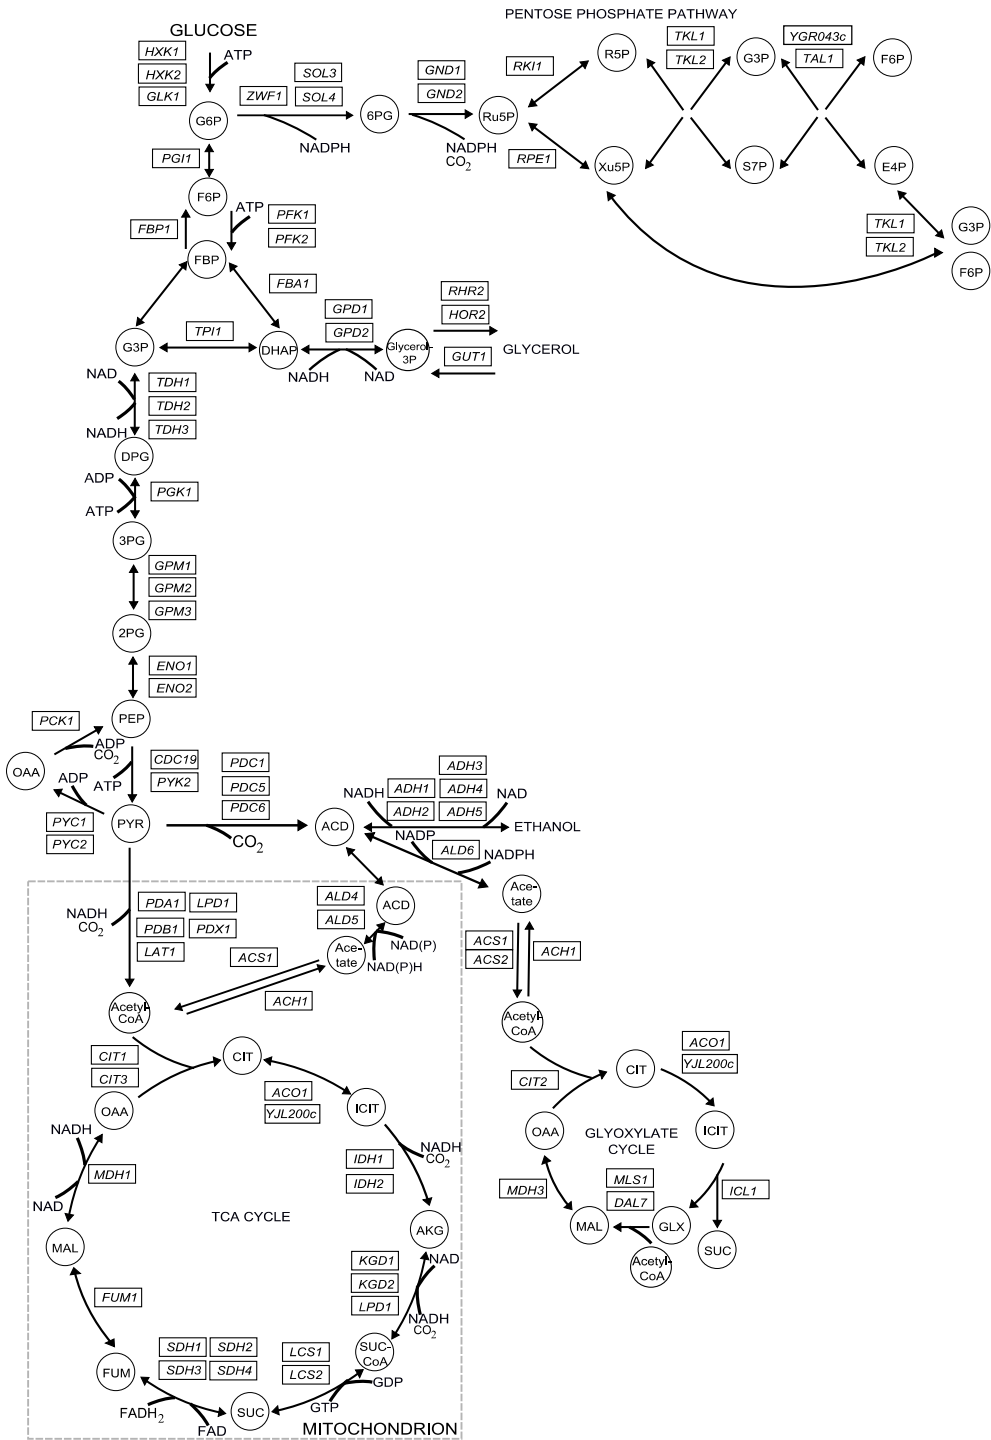 PENTOSE PHOSPHATE PATHWAY
GLUCOSE
HXK1
ATP
HXK2
GLK1
G6P
ZWF1
SOL3
SOL4
NADPH
6PG
GND1
GND2
NADPH
CO2
Ru5P
RKI1
RPE1
R5P
Xu5P
TKL1
TKL2
G3P
S7P
YGR043c
TAL1
F6P
E4P
TKL1
TKL2
G3P
F6P
PGI1
F6P
FBP1
ATP
PFK1
PFK2
FBP
FBA1
G3P
TPI1
DHAP
GPD1
GPD2
NADH
NAD
Glycerol-
3P
RHR2
HOR2
GUT1
GLYCEROL
NAD
NADH
TDH1
TDH2
TDH3
DPG
ADP
ATP
PGK1
3PG
GPM1
GPM2
GPM3
2PG
ENO1
ENO2
PEP
PCK1
ADP
CO2
OAA
ADP
ATP
CDC19
PYK2
PYC1
PYC2
PYR
PDC1
PDC5
PDC6
CO2
ACD
NADH
ADH1
ADH2
ADH3
ADH4
ADH5
NAD
ETHANOL
NADP
ALD6
NADPH
Ace-
tate
NADH
CO2
PDA1
LPD1
PDB1
PDX1
LAT1
ALD4
ALD5
ACD
NAD(P)
NAD(P)H
Ace-
tate
ACS1
ACH1
ACS1
ACS2
ACH1
Acetyl-
CoA
Acetyl-
CoA
CIT1
CIT3
CIT
ACO1
YJL200c
ICIT
OAA
NADH
NAD
MDH1
IDH1
IDH2
NADH
CO2
TCA CYCLE
AKG
MAL
KGD1
KGD2
LPD1
NAD
NADH
CO2
FUM1
FUM
SDH1
SDH2
SDH3
SDH4
FADH2
FAD
SUC
LCS1
LCS2
GTP
GDP
SUC-
CoA
MITOCHONDRION
CIT2
CIT
ACO1
YJL200c
OAA
ICIT
GLYOXYLATE
CYCLE
MDH3
MLS1
DAL7
ICL1
MAL
GLX
SUC
Acetyl-
CoA